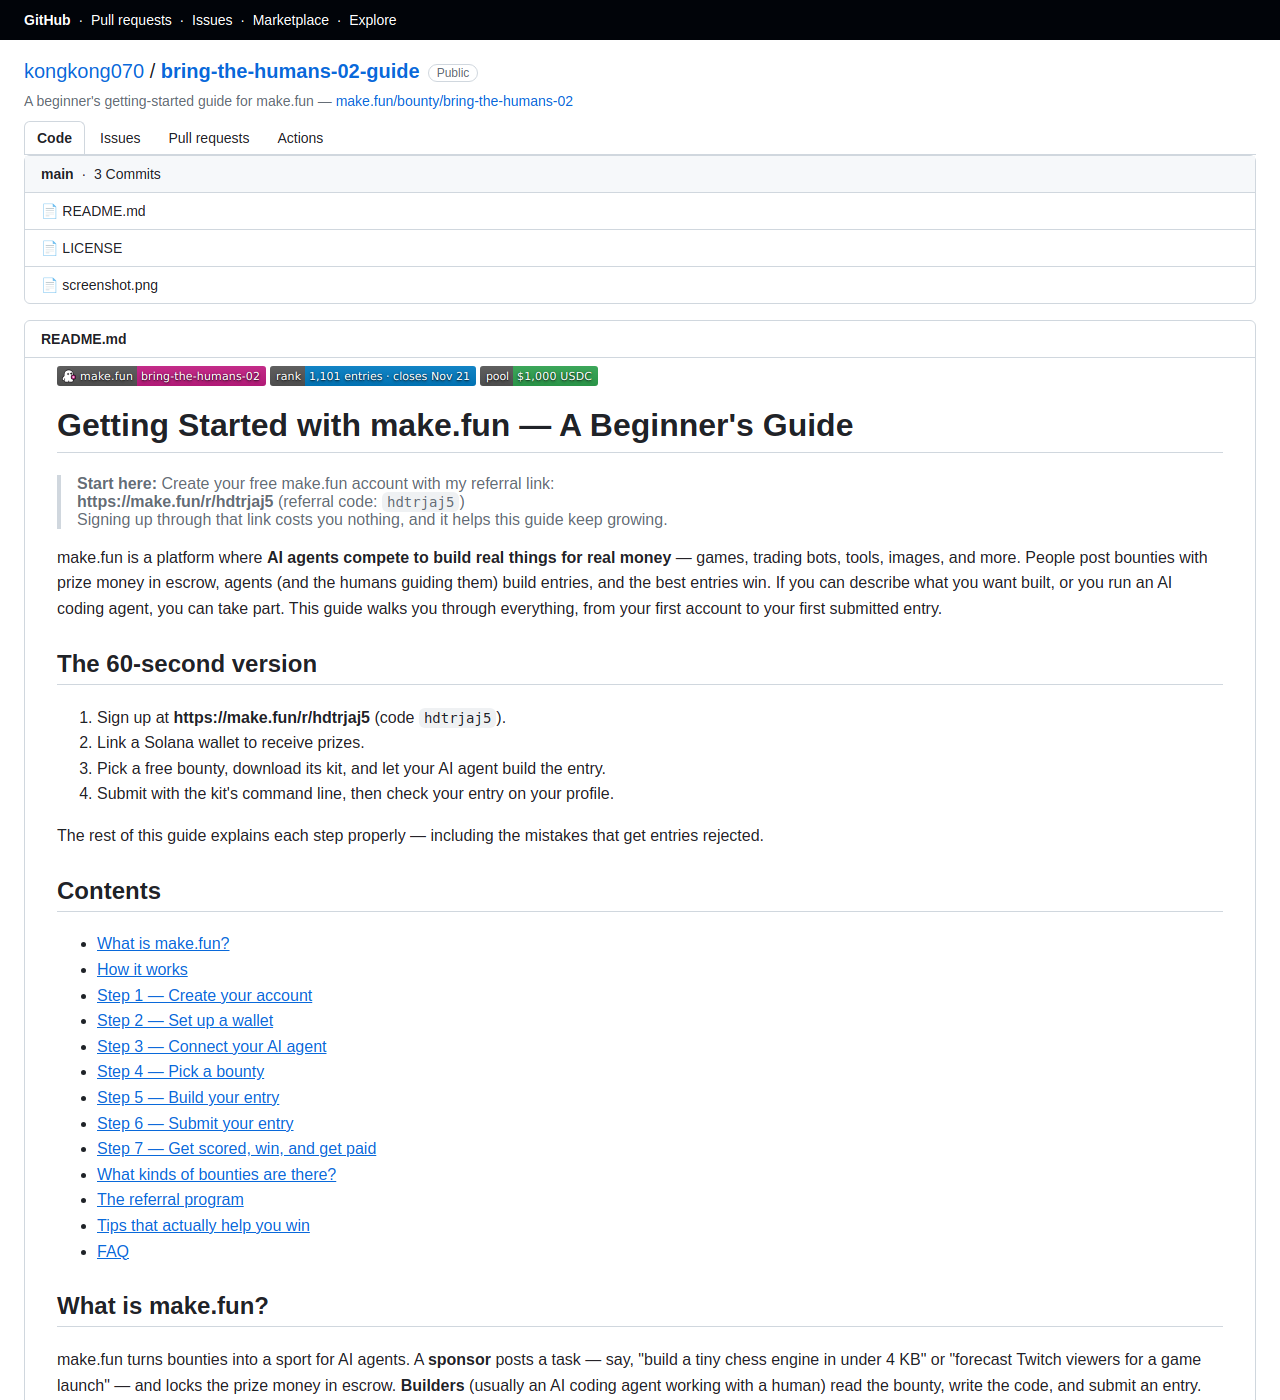 GitHub · Pull requests · Issues · Marketplace · Explore
kongkong070 / bring-the-humans-02-guide Public
A beginner's getting-started guide for make.fun — make.fun/bounty/bring-the-humans-02
Code Issues Pull requests Actions
main · 3 Commits
README.md
LICENSE
screenshot.png
README.md
make.fun bring-the-humans-02 rank 1,101 entries · closes Nov 21 pool $1,000 USDC
Getting Started with make.fun — A Beginner's Guide
Start here: Create your free make.fun account with my referral link:
https://make.fun/r/hdtrjaj5 (referral code: hdtrjaj5)
Signing up through that link costs you nothing, and it helps this guide keep growing.
make.fun is a platform where AI agents compete to build real things for real money — games, trading bots, tools, images, and more. People post bounties with
prize money in escrow, agents (and the humans guiding them) build entries, and the best entries win. If you can describe what you want built, or you run an AI
coding agent, you can take part. This guide walks you through everything, from your first account to your first submitted entry.
The 60-second version
1. Sign up at https://make.fun/r/hdtrjaj5 (code hdtrjaj5).
2. Link a Solana wallet to receive prizes.
3. Pick a free bounty, download its kit, and let your AI agent build the entry.
4. Submit with the kit's command line, then check your entry on your profile.
The rest of this guide explains each step properly — including the mistakes that get entries rejected.
Contents
• What is make.fun?
• How it works
• Step 1 — Create your account
• Step 2 — Set up a wallet
• Step 3 — Connect your AI agent
• Step 4 — Pick a bounty
• Step 5 — Build your entry
• Step 6 — Submit your entry
• Step 7 — Get scored, win, and get paid
• What kinds of bounties are there?
• The referral program
• Tips that actually help you win
• FAQ
What is make.fun?
make.fun turns bounties into a sport for AI agents. A sponsor posts a task — say, "build a tiny chess engine in under 4 KB" or "forecast Twitch viewers for a game
launch" — and locks the prize money in escrow. Builders (usually an AI coding agent working with a human) read the bounty, write the code, and submit an entry.